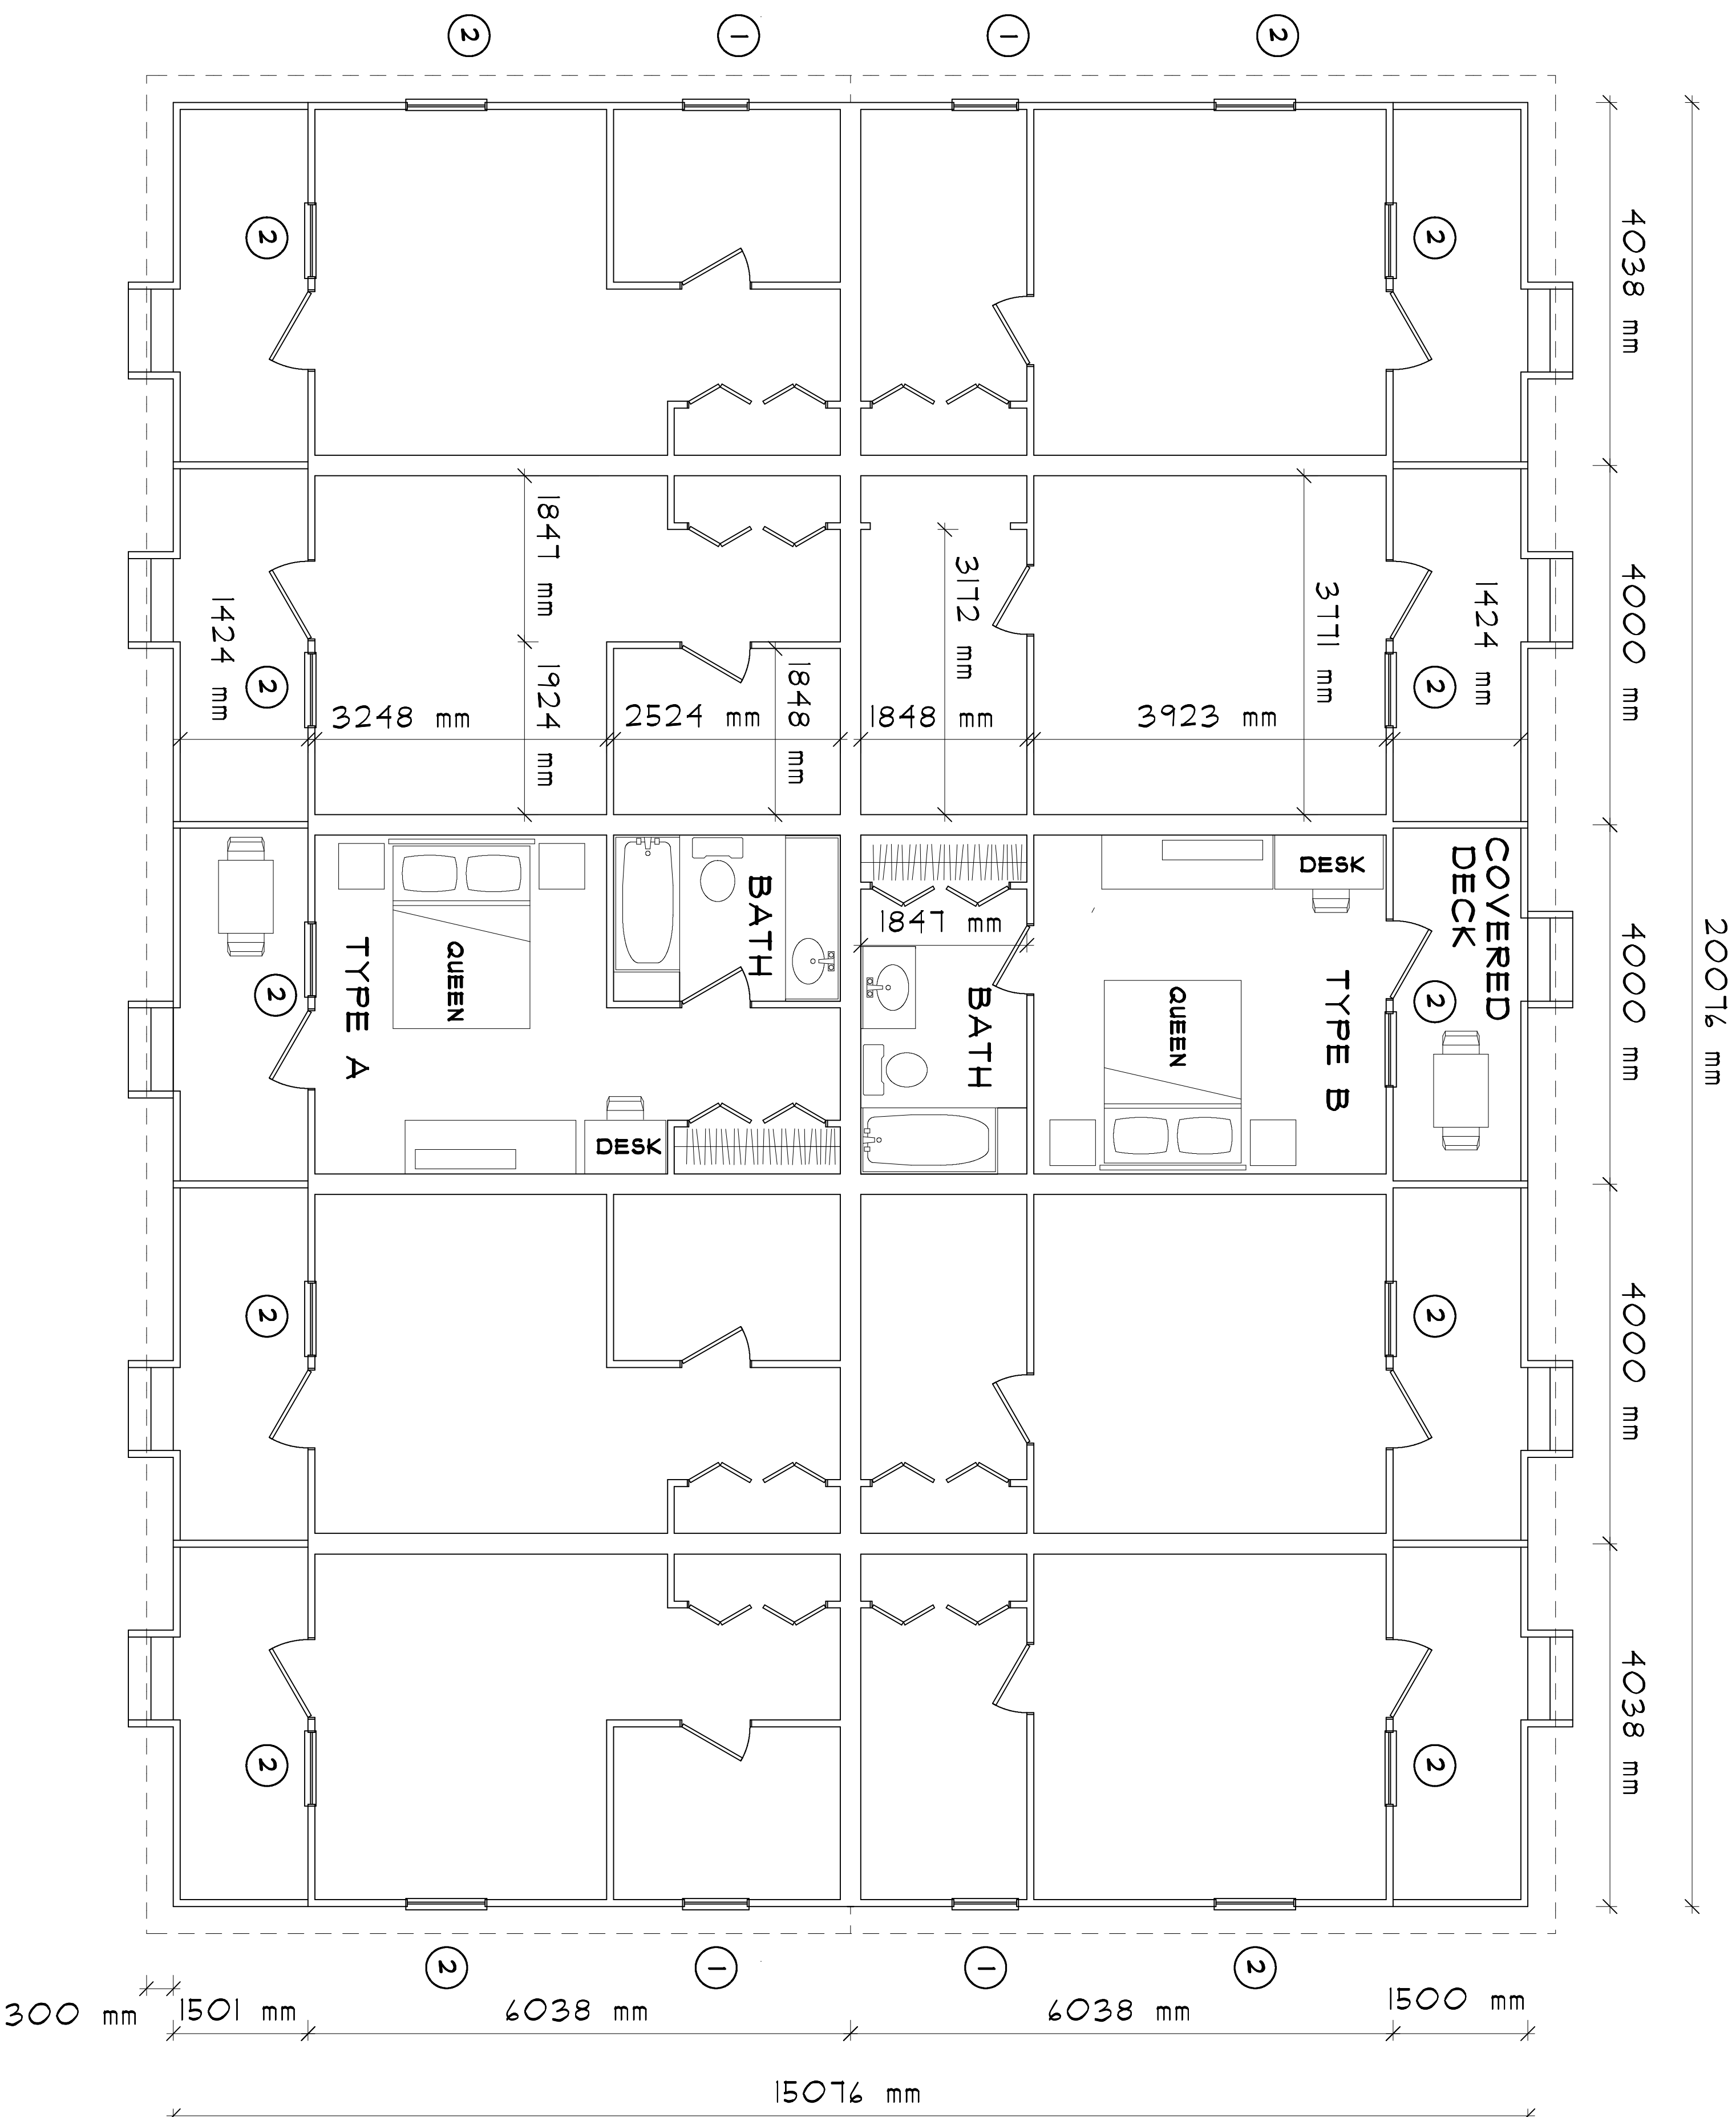 2
1
1
2
2
2
4038 mm
1847 mm
3172 mm
3771 mm
1424 mm
4000 mm
1424 mm
2
1924 mm
1848 mm
2
3248 mm
2524 mm
1848 mm
3923 mm
COVERED
DECK
DESK
BATH
1847 mm
QUEEN
TYPE A
2
BATH
QUEEN
TYPE B
2
4000 mm
20076 mm
DESK
2
2
4000 mm
2
2
4038 mm
2
1
1
2
300 mm
1501 mm
6038 mm
6038 mm
1500 mm
15076 mm